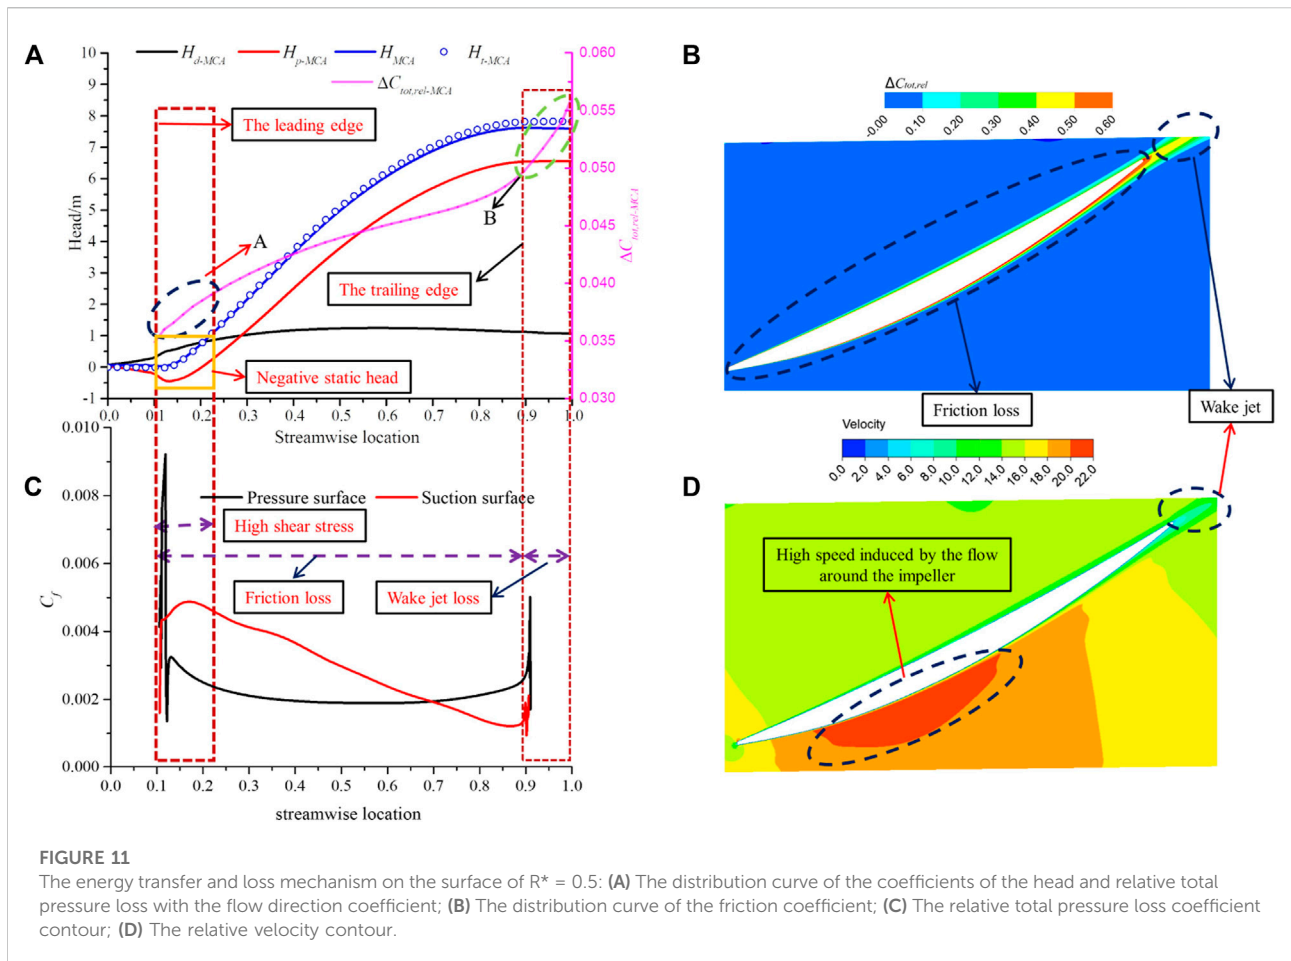 A
H_d-MCA H_p-MCA H_MCA H_t-MCA
ΔC_tot,rel-MCA
10
9
8
7
6
5
4
3
2
1
0
-1
Head/m
0.060
0.055
0.050
0.045
0.040
0.035
0.030
ΔC_tot,rel-MCA
The leading edge
A
B
The trailing edge
Negative static head
0.0 0.1 0.2 0.3 0.4 0.5 0.6 0.7 0.8 0.9 1.0
Streamwise location
B
ΔC_tot,rel
-0.00 0.10 0.20 0.30 0.40 0.50 0.60
Friction loss
Wake jet
C
0.010
0.008
0.006
0.004
0.002
0.000
C_f
Pressure surface Suction surface
High shear stress
Friction loss
Wake jet loss
0.0 0.1 0.2 0.3 0.4 0.5 0.6 0.7 0.8 0.9 1.0
streamwise location
Velocity
0.0 2.0 4.0 6.0 8.0 10.0 12.0 14.0 16.0 18.0 20.0 22.0
D
High speed induced by the flow
around the impeller
FIGURE 11
The energy transfer and loss mechanism on the surface of R* = 0.5: (A) The distribution curve of the coefficients of the head and relative total
pressure loss with the flow direction coefficient; (B) The distribution curve of the friction coefficient; (C) The relative total pressure loss coefficient
contour; (D) The relative velocity contour.